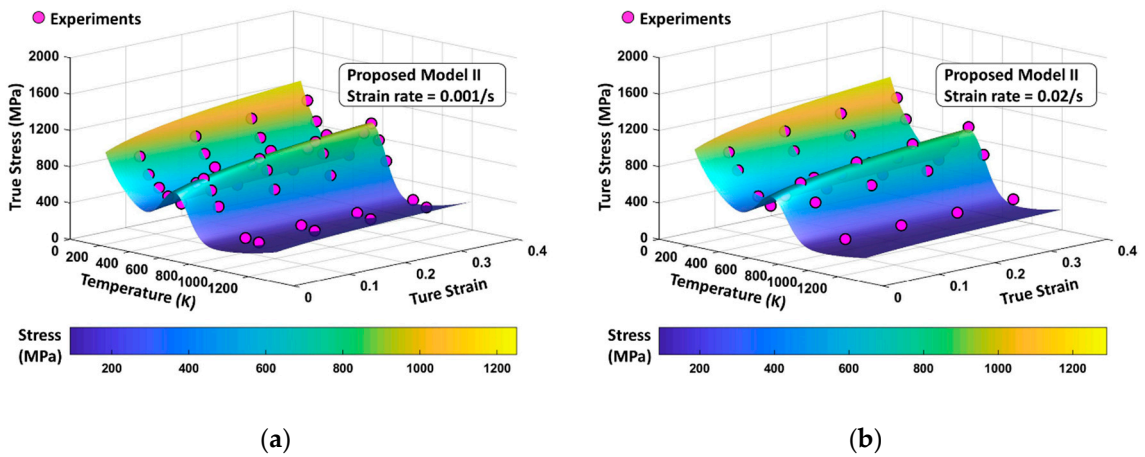 Experiments
Proposed Model II
Strain rate = 0.001/s
True Stress (MPa)
2000
1600
1200
800
400
0
0
200
400
600
800
1000
1200
Temperature (K)
0
0.1
0.2
0.3
0.4
Ture Strain
Stress
(MPa)
200
400
600
800
1000
1200
(a)
Experiments
Proposed Model II
Strain rate = 0.02/s
Ture Stress (MPa)
2000
1600
1200
800
400
0
0
200
400
600
800
1000
1200
Temperature (K)
0
0.1
0.2
0.3
0.4
True Strain
Stress
(MPa)
200
400
600
800
1000
1200
(b)